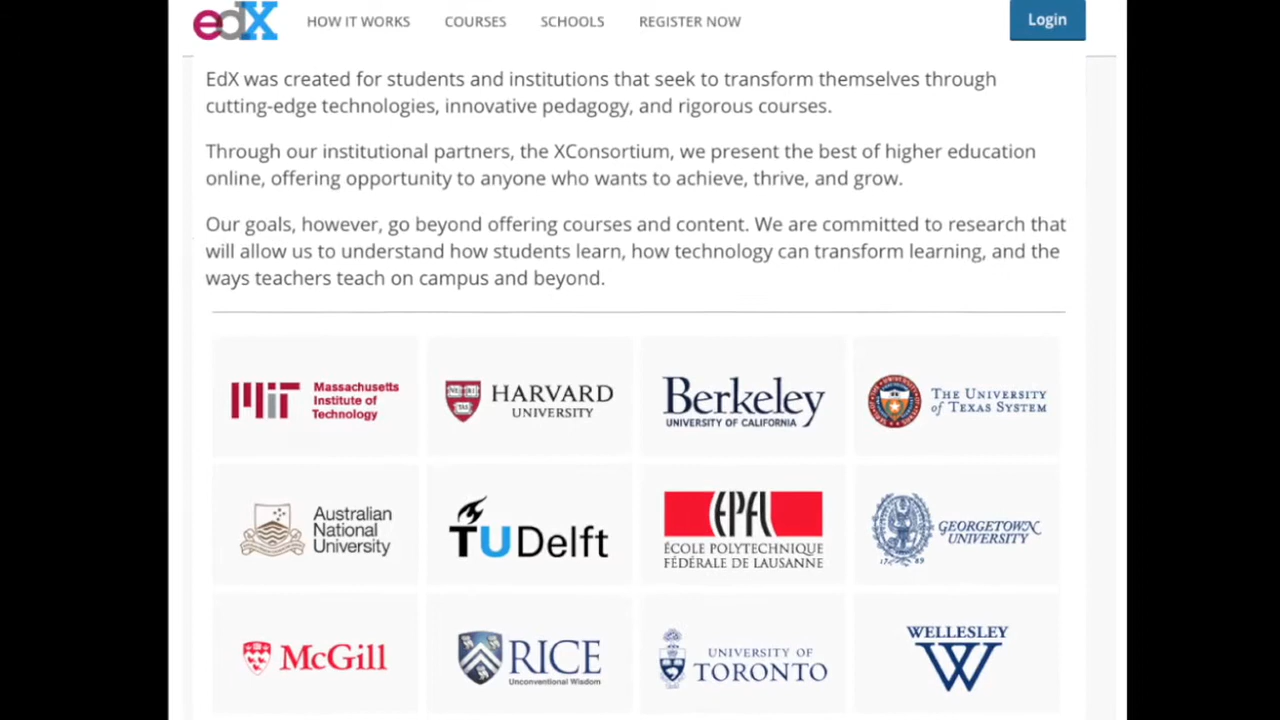 edX HOW IT WORKS COURSES SCHOOLS REGISTER NOW Login
EdX was created for students and institutions that seek to transform themselves through
cutting-edge technologies, innovative pedagogy, and rigorous courses.
Through our institutional partners, the XConsortium, we present the best of higher education
online, offering opportunity to anyone who wants to achieve, thrive, and grow.
Our goals, however, go beyond offering courses and content. We are committed to research that
will allow us to understand how students learn, how technology can transform learning, and the
ways teachers teach on campus and beyond.
MIT Massachusetts
Institute of
Technology
HARVARD
UNIVERSITY
Berkeley
UNIVERSITY OF CALIFORNIA
THE UNIVERSITY
of TEXAS SYSTEM
Australian
National
University
TUDelft
EPFL
ÉCOLE POLYTECHNIQUE
FÉDÉRALE DE LAUSANNE
GEORGETOWN
UNIVERSITY
1789
McGill
RICE
Unconventional Wisdom
UNIVERSITY OF
TORONTO
WELLESLEY
W